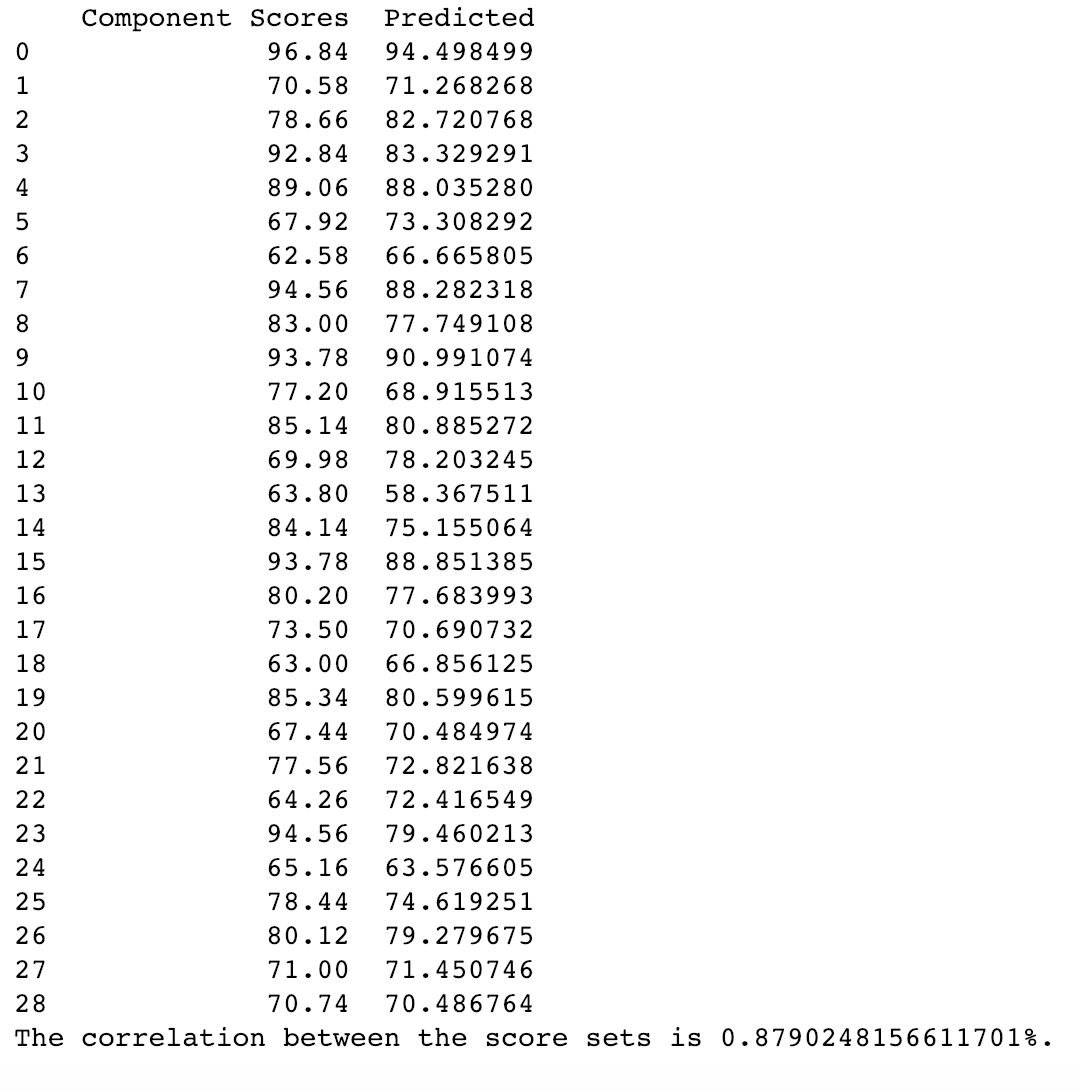 Component Scores Predicted
0 96.84 94.498499
1 70.58 71.268268
2 78.66 82.720768
3 92.84 83.329291
4 89.06 88.035280
5 67.92 73.308292
6 62.58 66.665805
7 94.56 88.282318
8 83.00 77.749108
9 93.78 90.991074
10 77.20 68.915513
11 85.14 80.885272
12 69.98 78.203245
13 63.80 58.367511
14 84.14 75.155064
15 93.78 88.851385
16 80.20 77.683993
17 73.50 70.690732
18 63.00 66.856125
19 85.34 80.599615
20 67.44 70.484974
21 77.56 72.821638
22 64.26 72.416549
23 94.56 79.460213
24 65.16 63.576605
25 78.44 74.619251
26 80.12 79.279675
27 71.00 71.450746
28 70.74 70.486764
The correlation between the score sets is 0.8790248156611701%.